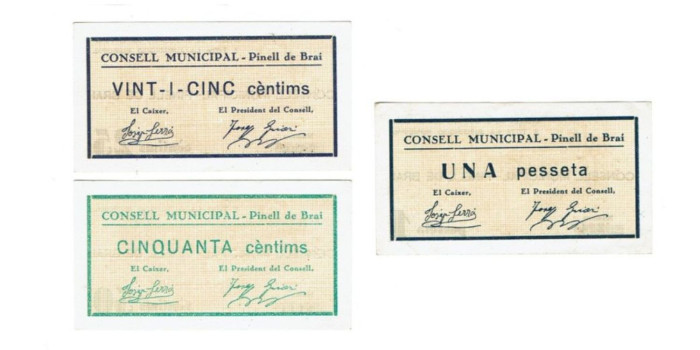 CONSELL MUNICIPAL - Pinell de Brai
VINT-I-CINC cèntims
El Caixer, El President del Consell,
CONSELL MUNICIPAL - Pinell de Brai
CINQUANTA cèntims
El Caixer, El President del Consell.
CONSELL MUNICIPAL - Pinell de Brai
UNA pesseta
El Caixer, El President del Consell,